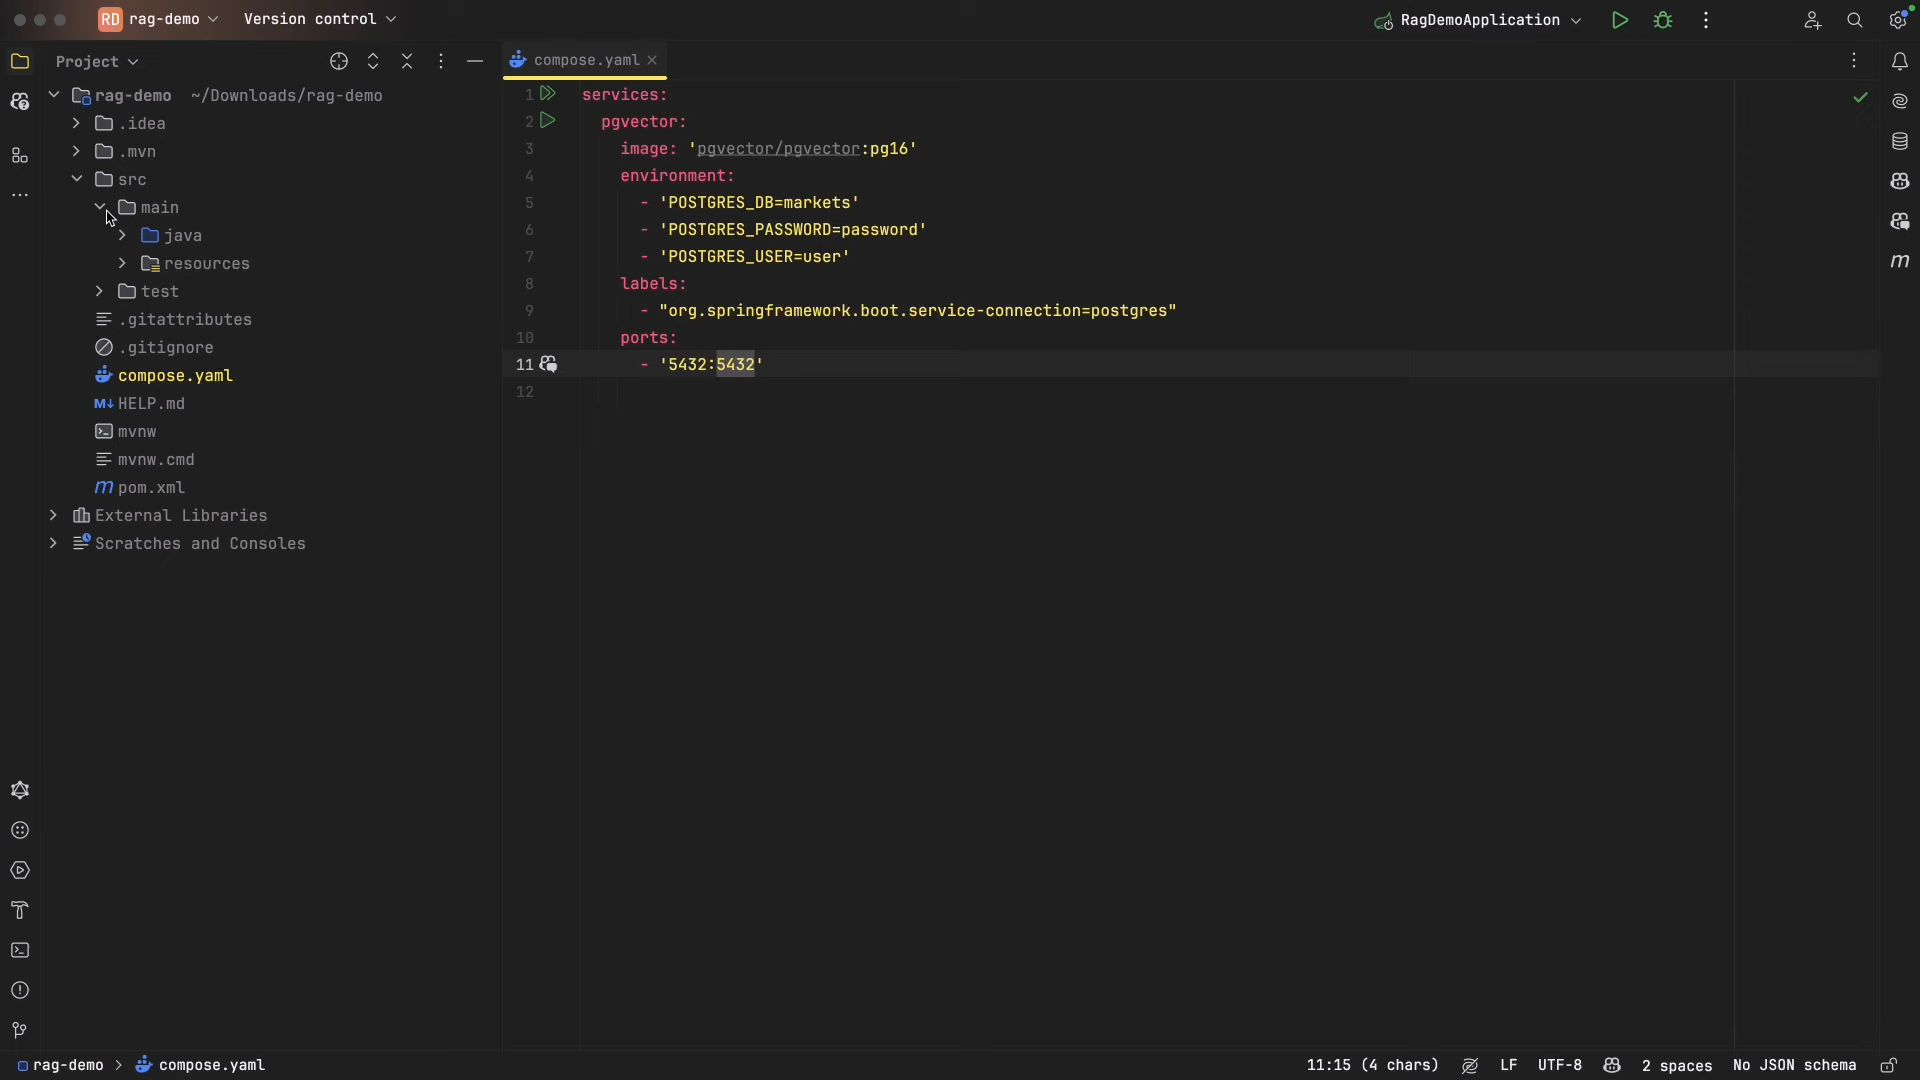 RD rag-demo Version control RagDemoApplication
Project
compose.yaml
rag-demo ~/Downloads/rag-demo
.idea
.mvn
src
main
java
resources
test
.gitattributes
.gitignore
compose.yaml
M↓ HELP.md
mvnw
mvnw.cmd
m pom.xml
External Libraries
Scratches and Consoles
1 services:
2 pgvector:
3 image: 'pgvector/pgvector:pg16'
4 environment:
5 - 'POSTGRES_DB=markets'
6 - 'POSTGRES_PASSWORD=password'
7 - 'POSTGRES_USER=user'
8 labels:
9 - "org.springframework.boot.service-connection=postgres"
10 ports:
11 - '5432:5432'
12
m
rag-demo > compose.yaml 11:15 (4 chars) LF UTF-8 2 spaces No JSON schema